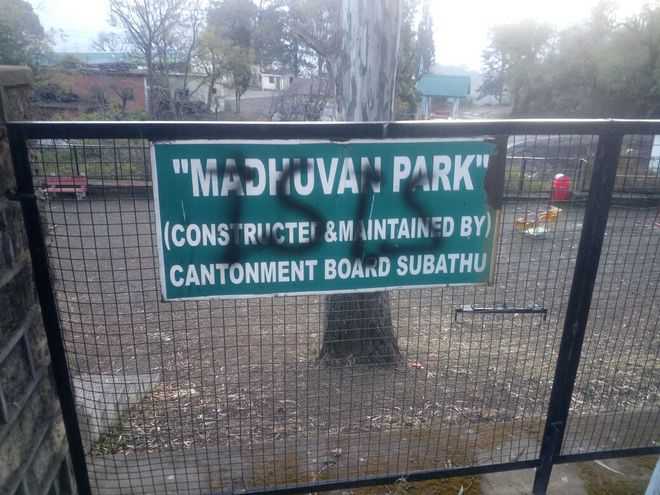 "MADHUVAN PARK"
(CONSTRUCTED &MAINTAINED BY)
CANTONMENT BOARD SUBATHU
ISIS